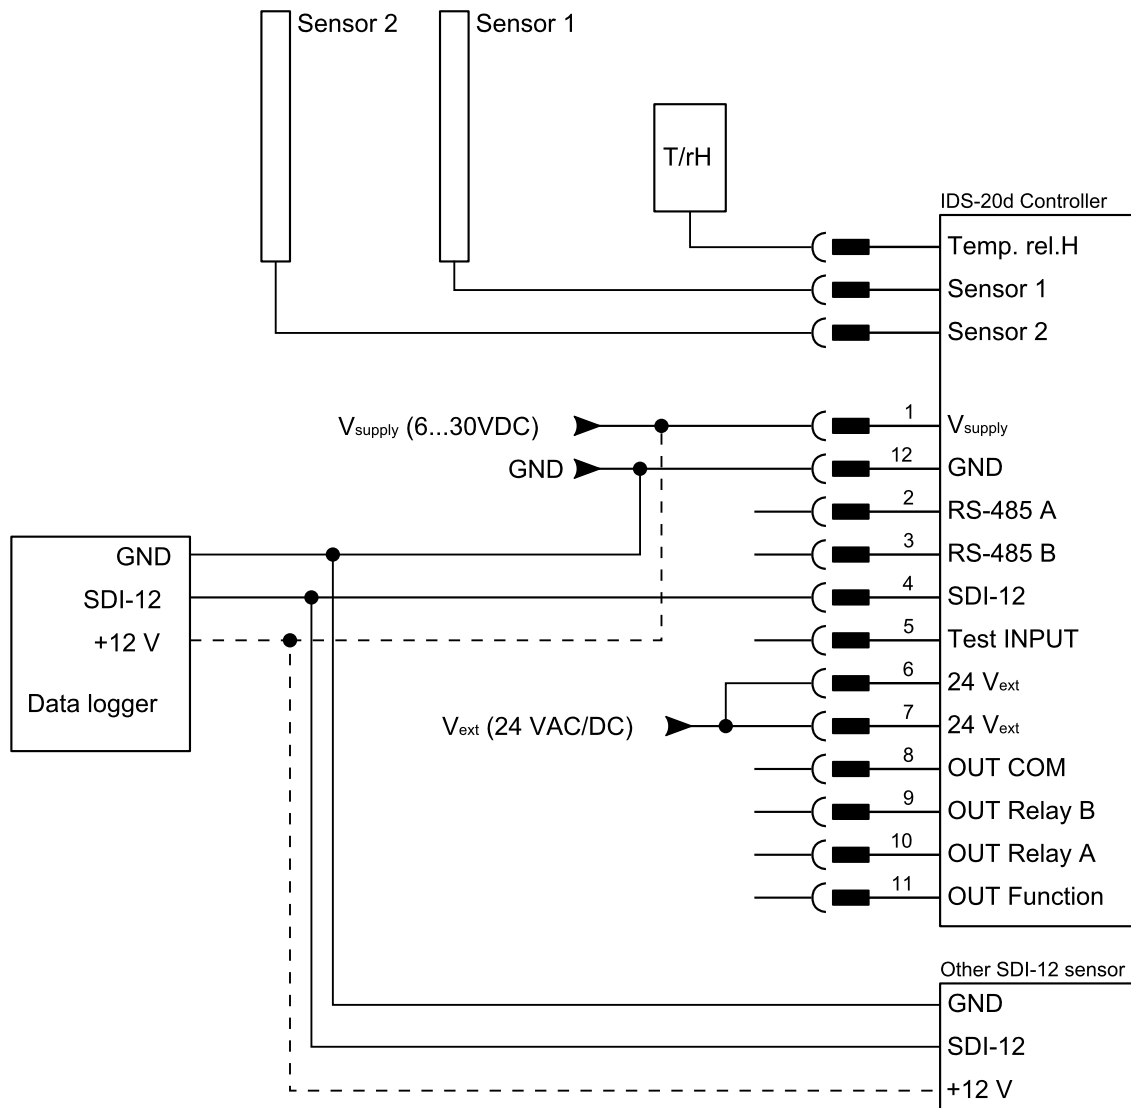 Sensor 2
Sensor 1
T/rH
IDS-20d Controller
Temp. rel.H
Sensor 1
Sensor 2
Vsupply (6...30VDC)
1
Vsupply
GND
12
GND
2
RS-485 A
3
RS-485 B
4
SDI-12
5
Test INPUT
6
24 Vext
Vext (24 VAC/DC)
7
24 Vext
8
OUT COM
9
OUT Relay B
10
OUT Relay A
11
OUT Function
GND
SDI-12
+12 V
Data logger
Other SDI-12 sensor
GND
SDI-12
+12 V